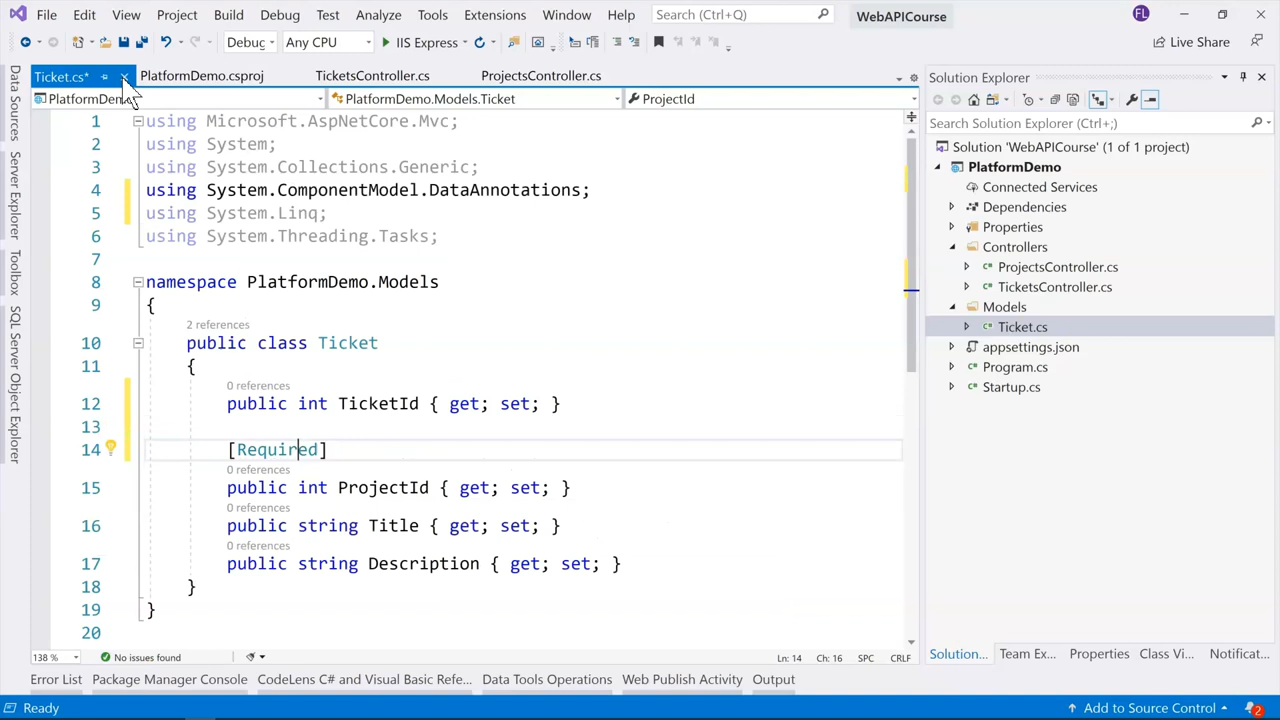 File Edit View Project Build Debug Test Analyze Tools Extensions Window Help Search (Ctrl+Q) WebAPICourse FL
Debug Any CPU IIS Express Live Share
Ticket.cs* PlatformDemo.csproj TicketsController.cs ProjectsController.cs
PlatformDemo PlatformDemo.Models.Ticket ProjectId
1 using Microsoft.AspNetCore.Mvc;
2 using System;
3 using System.Collections.Generic;
4 using System.ComponentModel.DataAnnotations;
5 using System.Linq;
6 using System.Threading.Tasks;
7
8 namespace PlatformDemo.Models
9 {
2 references
10 public class Ticket
11 {
0 references
12 public int TicketId { get; set; }
13
14 [Required]
0 references
15 public int ProjectId { get; set; }
0 references
16 public string Title { get; set; }
0 references
17 public string Description { get; set; }
18 }
19 }
20
138 % No issues found Ln: 14 Ch: 16 SPC CRLF
Data Sources
Server Explorer
Toolbox
SQL Server Object Explorer
Solution Explorer
Search Solution Explorer (Ctrl+;)
Solution 'WebAPICourse' (1 of 1 project)
PlatformDemo
Connected Services
Dependencies
Properties
Controllers
C# ProjectsController.cs
C# TicketsController.cs
Models
C# Ticket.cs
appsettings.json
C# Program.cs
C# Startup.cs
Solution... Team Ex... Properties Class Vi... Notificat...
Error List Package Manager Console CodeLens C# and Visual Basic Refe... Data Tools Operations Web Publish Activity Output
Ready Add to Source Control 2